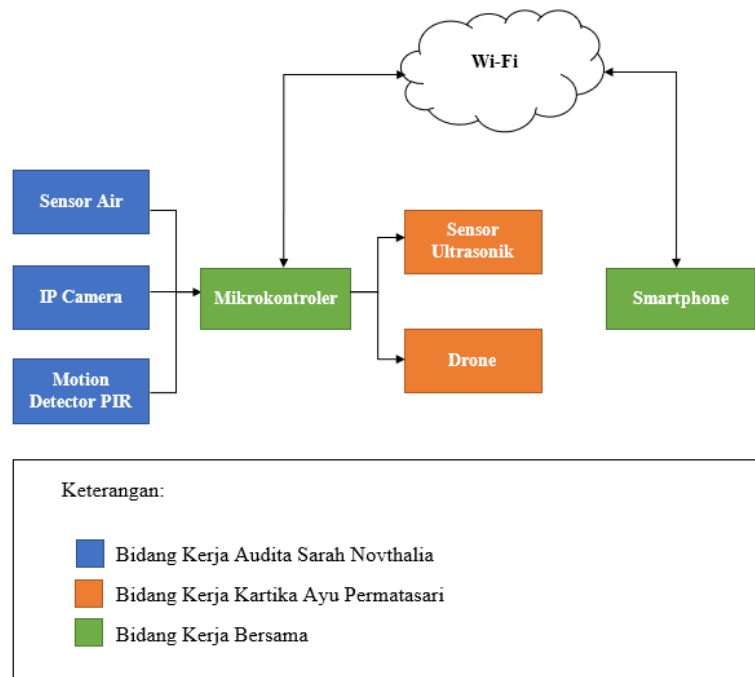 Wi-Fi
Sensor Air
IP Camera
Motion
Detector PIR
Mikrokontroler
Sensor
Ultrasonik
Drone
Smartphone
Keterangan:
Bidang Kerja Audita Sarah Novthalia
Bidang Kerja Kartika Ayu Permatasari
Bidang Kerja Bersama